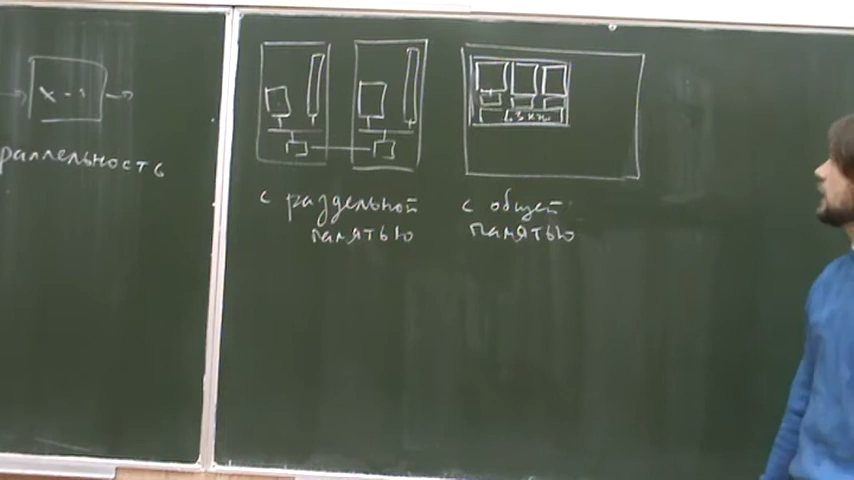 x - 1
раллельность
с раздельной
памятью
с общей
памятью